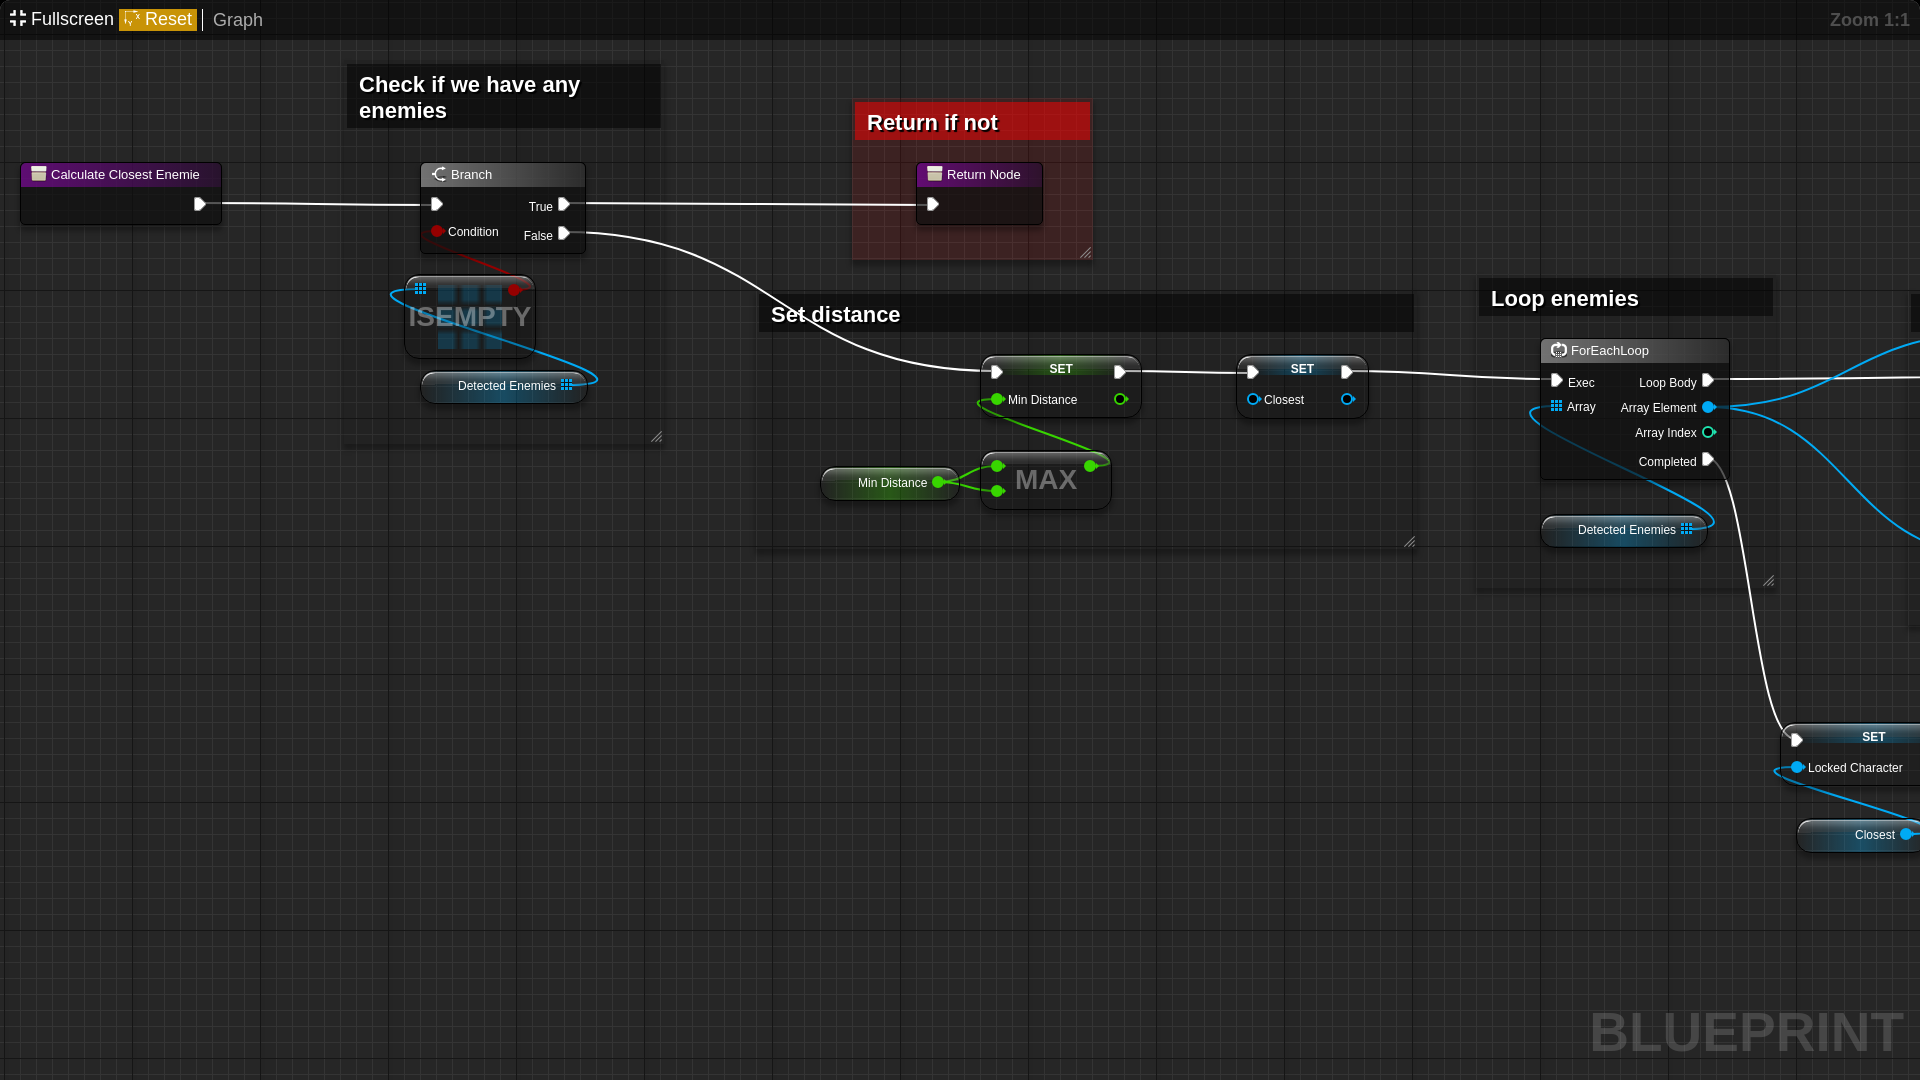 Fullscreen Reset Graph
Zoom 1:1
Check if we have any
enemies
Return if not
Calculate Closest Enemie
Branch
True
Condition
False
Return Node
ISEMPTY
Detected Enemies
Set distance
SET
Min Distance
SET
Closest
Min Distance
MAX
Loop enemies
ForEachLoop
Exec
Loop Body
Array
Array Element
Array Index
Completed
Detected Enemies
SET
Locked Character
Closest
BLUEPRINT